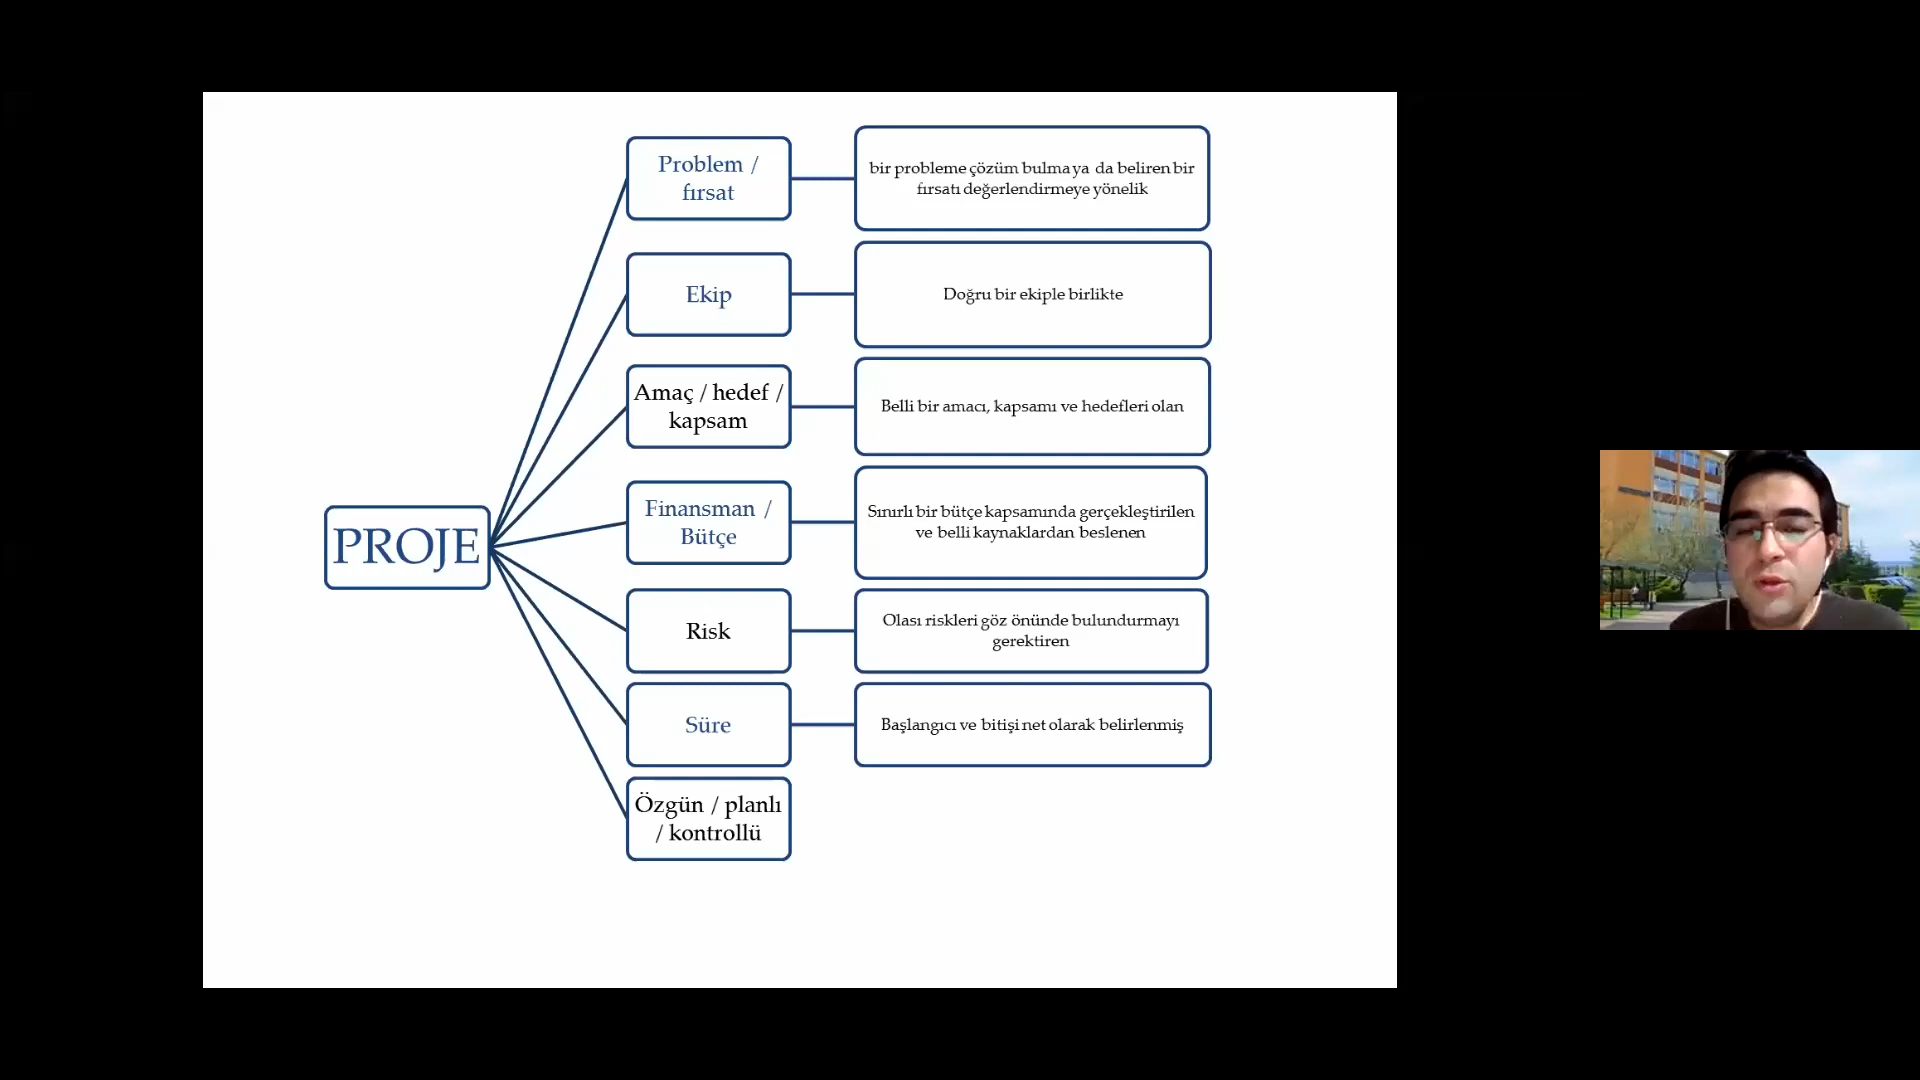 PROJE
Problem /
fırsat
bir probleme çözüm bulma ya da beliren bir
fırsatı değerlendirmeye yönelik
Ekip
Doğru bir ekiple birlikte
Amaç / hedef /
kapsam
Belli bir amacı, kapsamı ve hedefleri olan
Finansman /
Bütçe
Sınırlı bir bütçe kapsamında gerçekleştirilen
ve belli kaynaklardan beslenen
Risk
Olası riskleri göz önünde bulundurmayı
gerektiren
Süre
Başlangıcı ve bitişi net olarak belirlenmiş
Özgün / planlı
/ kontrollü